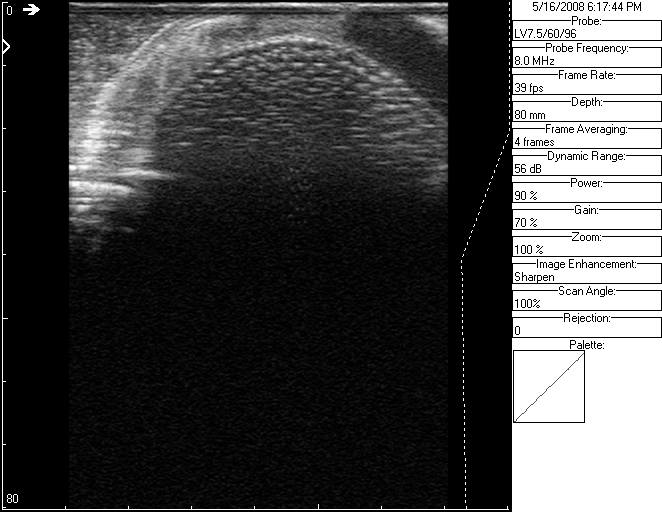 0
80
5/16/2008 6:17:44 PM
Probe:
LV7.5/60/96
Probe Frequency:
8.0 MHz
Frame Rate:
39 fps
Depth:
80 mm
Frame Averaging:
4 frames
Dynamic Range:
56 dB
Power:
90 %
Gain:
70 %
Zoom:
100 %
Image Enhancement:
Sharpen
Scan Angle:
100%
Rejection:
0
Palette: